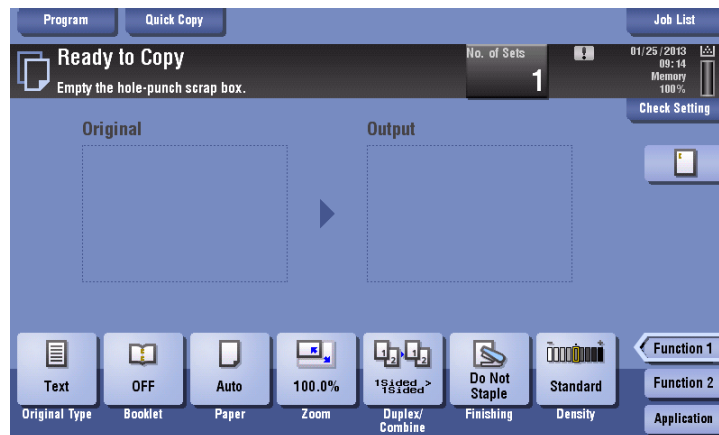 Program
Quick Copy
Job List
Ready to Copy
Empty the hole-punch scrap box.
No. of Sets
1
01/25/2013
09:14
Memory
100%
Check Setting
Original
Output
Text
OFF
Auto
100.0%
1Sided >
1Sided
Do Not
Staple
Standard
Original Type
Booklet
Paper
Zoom
Duplex/
Combine
Finishing
Density
Function 1
Function 2
Application